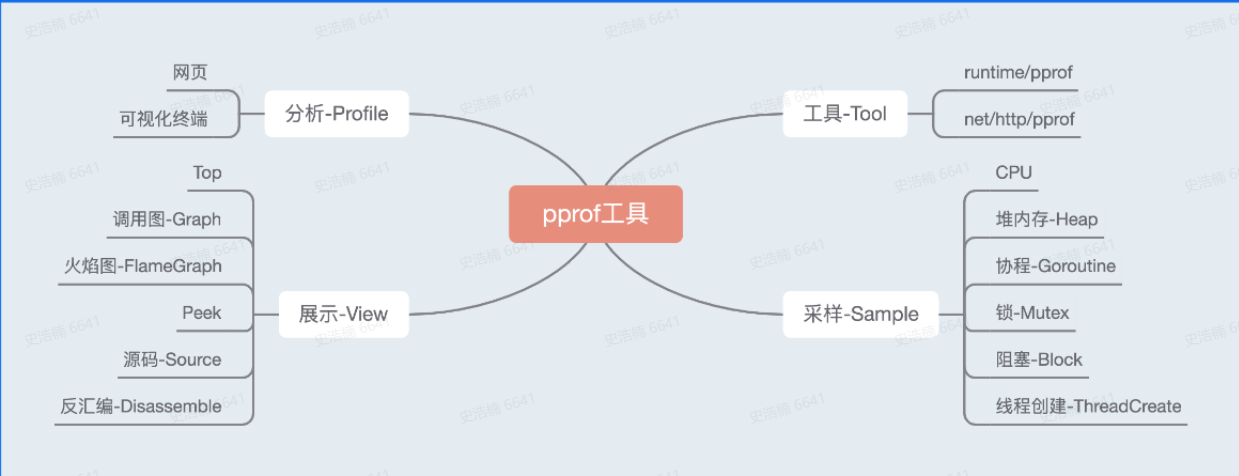 史浩楠 6641
pprof工具
分析-Profile
网页
可视化终端
工具-Tool
runtime/pprof
net/http/pprof
展示-View
Top
调用图-Graph
火焰图-FlameGraph
Peek
源码-Source
反汇编-Disassemble
采样-Sample
CPU
堆内存-Heap
协程-Goroutine
锁-Mutex
阻塞-Block
线程创建-ThreadCreate